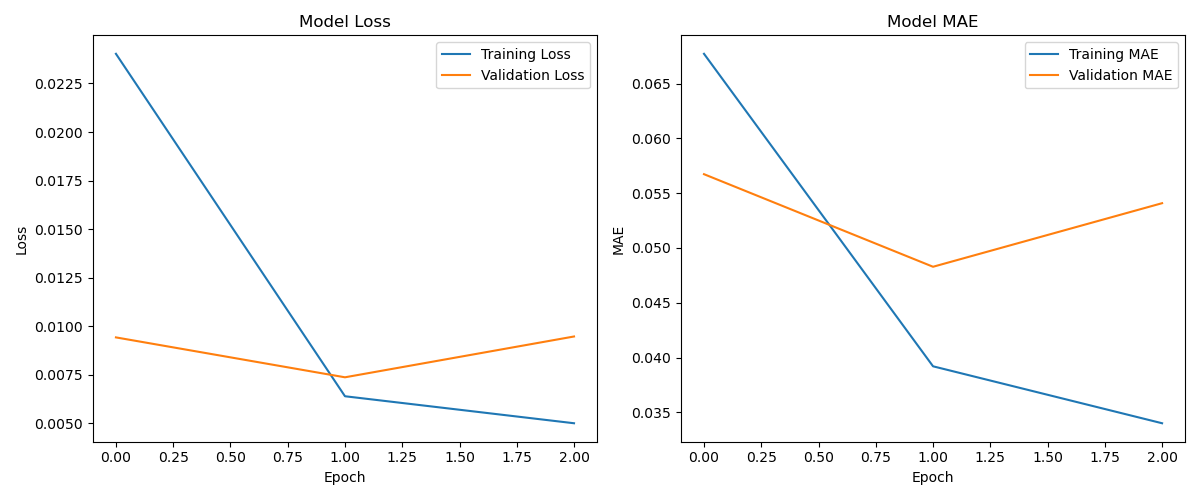 Model Loss
Training Loss
Validation Loss
0.0225
0.0200
0.0175
0.0150
0.0125
0.0100
0.0075
0.0050
Loss
0.00 0.25 0.50 0.75 1.00 1.25 1.50 1.75 2.00
Epoch
Model MAE
Training MAE
Validation MAE
0.065
0.060
0.055
0.050
0.045
0.040
0.035
MAE
0.00 0.25 0.50 0.75 1.00 1.25 1.50 1.75 2.00
Epoch